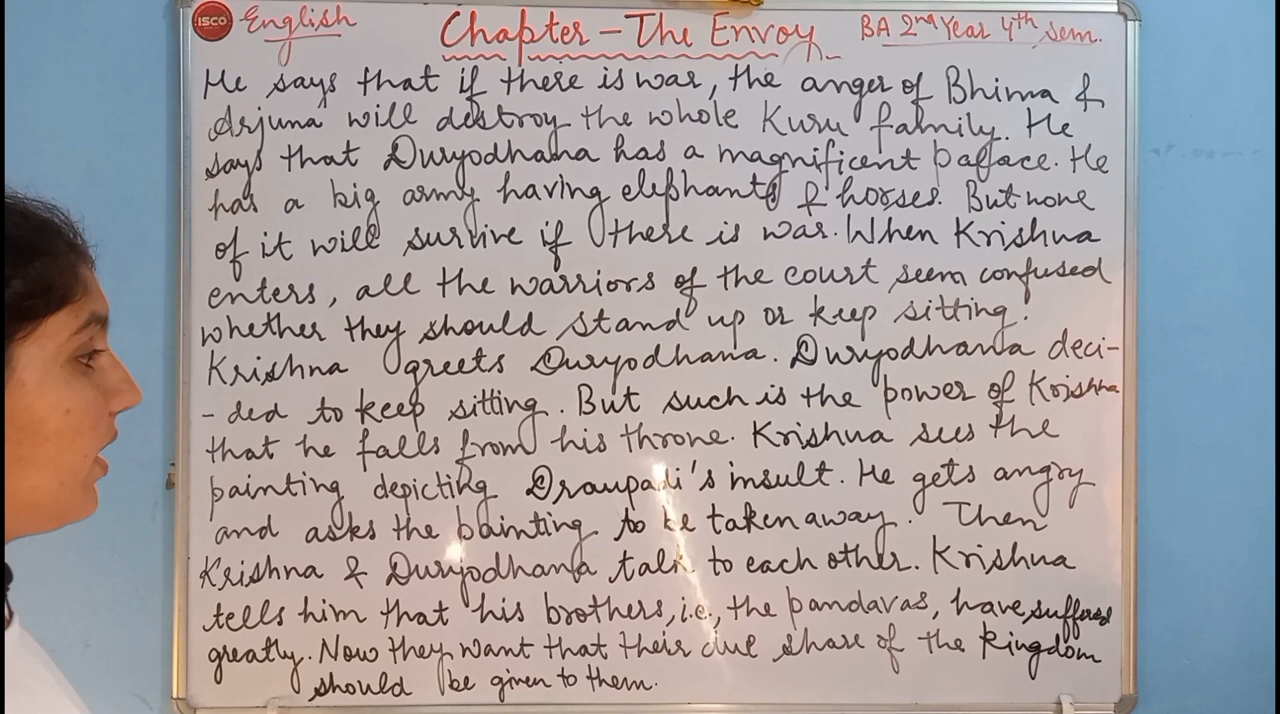 ISCO English Chapter - The Envoy BA 2nd Year 4th sem.
He says that if there is war, the anger of Bhima &
Arjuna will destroy the whole Kuru family. He
says that Duryodhana has a magnificent palace. He
has a big army having elephants & horses. But none
of it will survive if there is war. When Krishna
enters, all the warriors of the court seem confused
whether they should stand up or keep sitting.
Krishna greets Duryodhana. Duryodhana deci-
- ded to keep sitting. But such is the power of Krishna
that he falls from his throne. Krishna sees the
painting depicting Draupadi's insult. He gets angry
and asks the painting to be taken away. Then
Krishna & Duryodhana talk to each other. Krishna
tells him that his brothers, i.e., the pandavas, have suffered
greatly. Now they want that their due share of the kingdom
should be given to them.